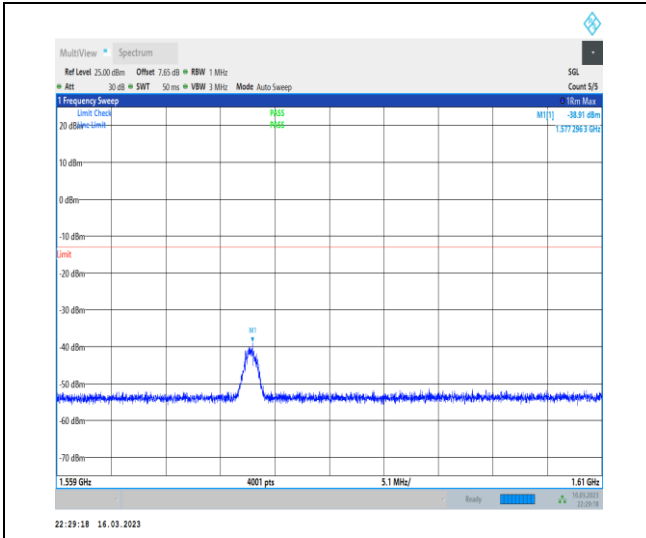 MultiView Spectrum
Ref Level 25.00 dBm Offset 7.65 dB RBW 1 MHz SGL
Att 30 dB SWT 50 ms VBW 3 MHz Mode Auto Sweep Count 5/5
1 Frequency Sweep 1Rm Max
Limit Check PASS M1[1] -38.91 dBm
20 dBm Line Limit PASS 1.577 296 3 GHz
10 dBm
0 dBm
-10 dBm
Limit
-20 dBm
-30 dBm
M1
-40 dBm
-50 dBm
-60 dBm
-70 dBm
1.559 GHz 4001 pts 5.1 MHz/ 1.61 GHz
Ready 16.03.2023
22:29:18
22:29:18 16.03.2023